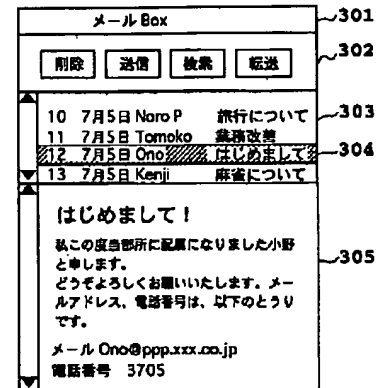 メール Box 301
302
削除 送信 検索 転送
10 7月5日 Noro P 旅行について 303
11 7月5日 Tomoko 業務改善
12 7月5日 Ono はじめまして 304
13 7月5日 Kenji 麻雀について
はじめまして！
私この度当部所に配属になりました小野
と申します。
どうぞよろしくお願いいたします。メー
ルアドレス、電話番号は、以下のとうり
です。
305
メール Ono@ppp.xxx.co.jp
電話番号 3705